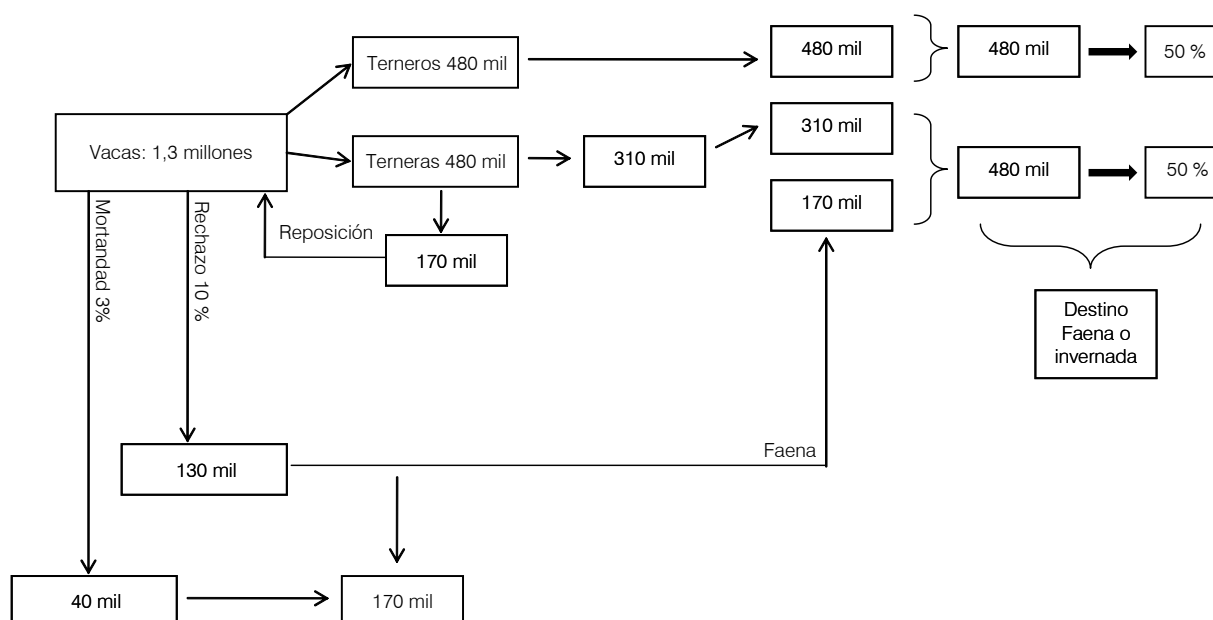 Terneros 480 mil
480 mil
480 mil
50 %
Vacas: 1,3 millones
Terneras 480 mil
310 mil
310 mil
170 mil
480 mil
50 %
Reposición
170 mil
Mortandad 3%
Rechazo 10 %
Destino
Faena o
invernada
130 mil
Faena
40 mil
170 mil